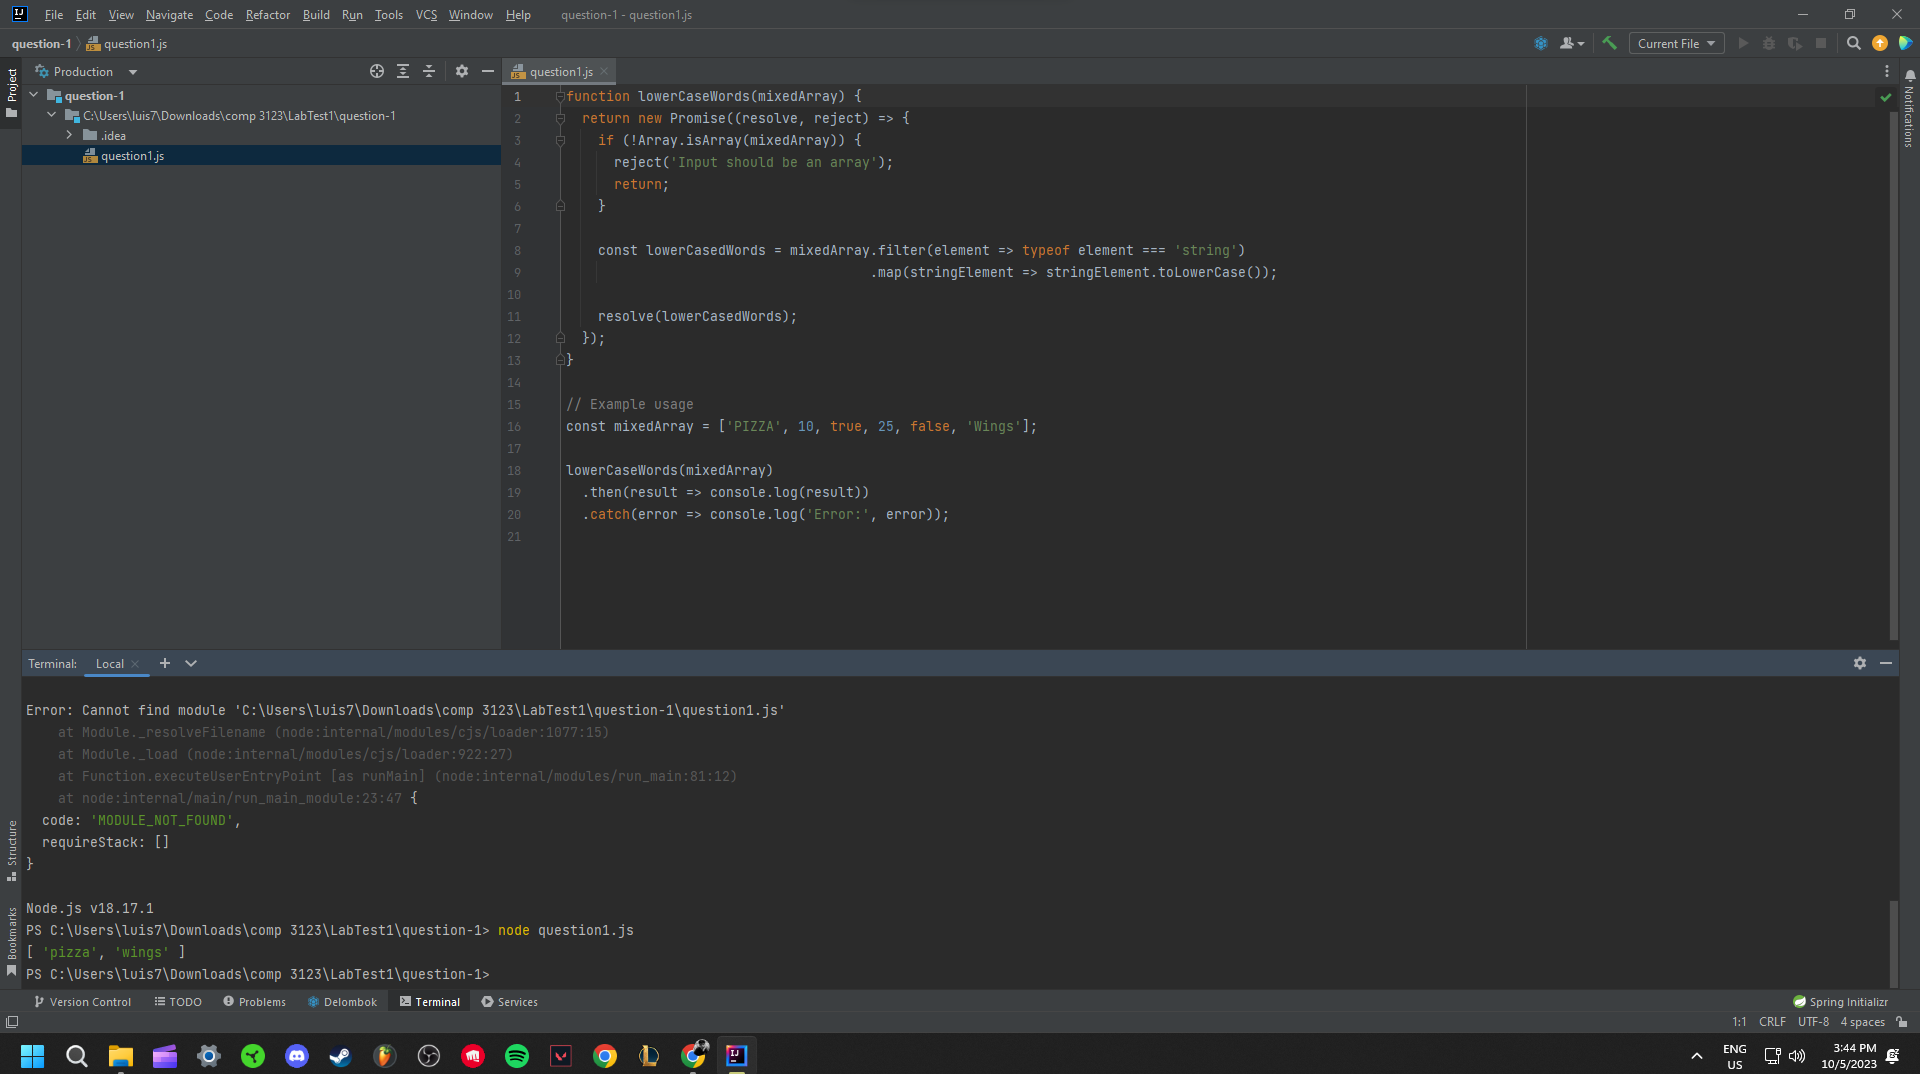 File Edit View Navigate Code Refactor Build Run Tools VCS Window Help question-1 - question1.js
question-1 question1.js Current File
Project
Production
question-1
C:\Users\luis7\Downloads\comp 3123\LabTest1\question-1
.idea
question1.js
question1.js
Notifications
1 function lowerCaseWords(mixedArray) {
2 return new Promise((resolve, reject) => {
3 if (!Array.isArray(mixedArray)) {
4 reject('Input should be an array');
5 return;
6 }
7
8 const lowerCasedWords = mixedArray.filter(element => typeof element === 'string')
9 .map(stringElement => stringElement.toLowerCase());
10
11 resolve(lowerCasedWords);
12 });
13 }
14
15 // Example usage
16 const mixedArray = ['PIZZA', 10, true, 25, false, 'Wings'];
17
18 lowerCaseWords(mixedArray)
19 .then(result => console.log(result))
20 .catch(error => console.log('Error:', error));
21
Terminal: Local
Error: Cannot find module 'C:\Users\luis7\Downloads\comp 3123\LabTest1\question-1\question1.js'
at Module._resolveFilename (node:internal/modules/cjs/loader:1077:15)
at Module._load (node:internal/modules/cjs/loader:922:27)
at Function.executeUserEntryPoint [as runMain] (node:internal/modules/run_main:81:12)
at node:internal/main/run_main_module:23:47 {
code: 'MODULE_NOT_FOUND',
requireStack: []
}
Node.js v18.17.1
PS C:\Users\luis7\Downloads\comp 3123\LabTest1\question-1> node question1.js
[ 'pizza', 'wings' ]
PS C:\Users\luis7\Downloads\comp 3123\LabTest1\question-1>
Structure
Bookmarks
Version Control TODO Problems Delombok Terminal Services Spring Initializr
1:1 CRLF UTF-8 4 spaces
ENG
US
3:44 PM
10/5/2023